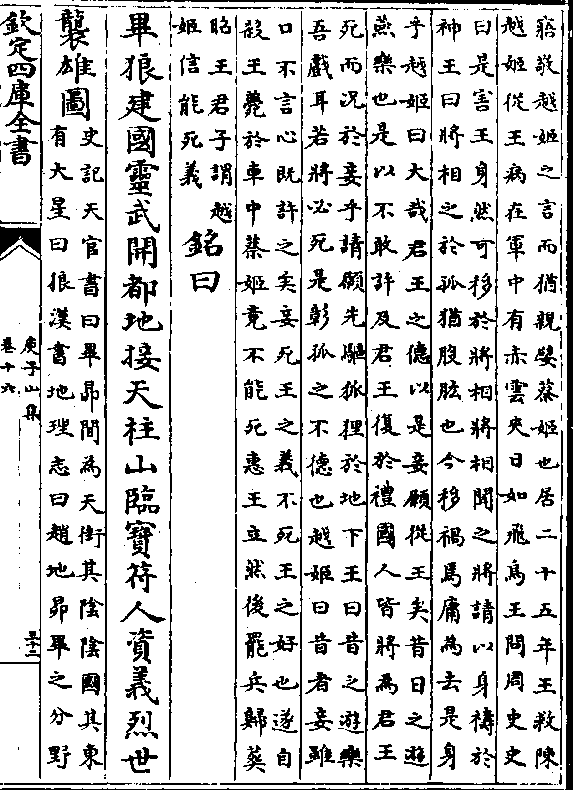 寤敬越姬之言而猶親嬖蔡姬也居二十五年王救陳
越姬從王病在軍中有赤雲夾日如飛鳥王問周史史
曰是害王身然可移於將相將相聞之將請以身禱於
神王曰將相之於孤猶股肱也今移禍焉庸為去是身
乎越姬曰大哉君王之德以是妾願從王矣昔日之遊
燕樂也是以不敢許及君王復於禮國人皆將為君王
死而況於妾乎請願先驅狐狸於地下王曰昔之遊樂
吾戲耳若將必死是彰孤之不德也越姬曰昔者妾雖
口不言心既許之矣妾死王之義不死王之好也遂自
殺王薨於車中蔡姬竟不能死惠王立然後罷兵歸葬
昭王君子謂越
姬信能死義
銘曰
畢狼建國靈武開都地接天柱山臨寶符人資義烈世
襲雄圖
史記天官書曰畢昴間為天街其陰陰國其東
有大星曰狼漢書地理志曰趙地昴畢之分野
欽定四庫全書
庾子山集
卷十六